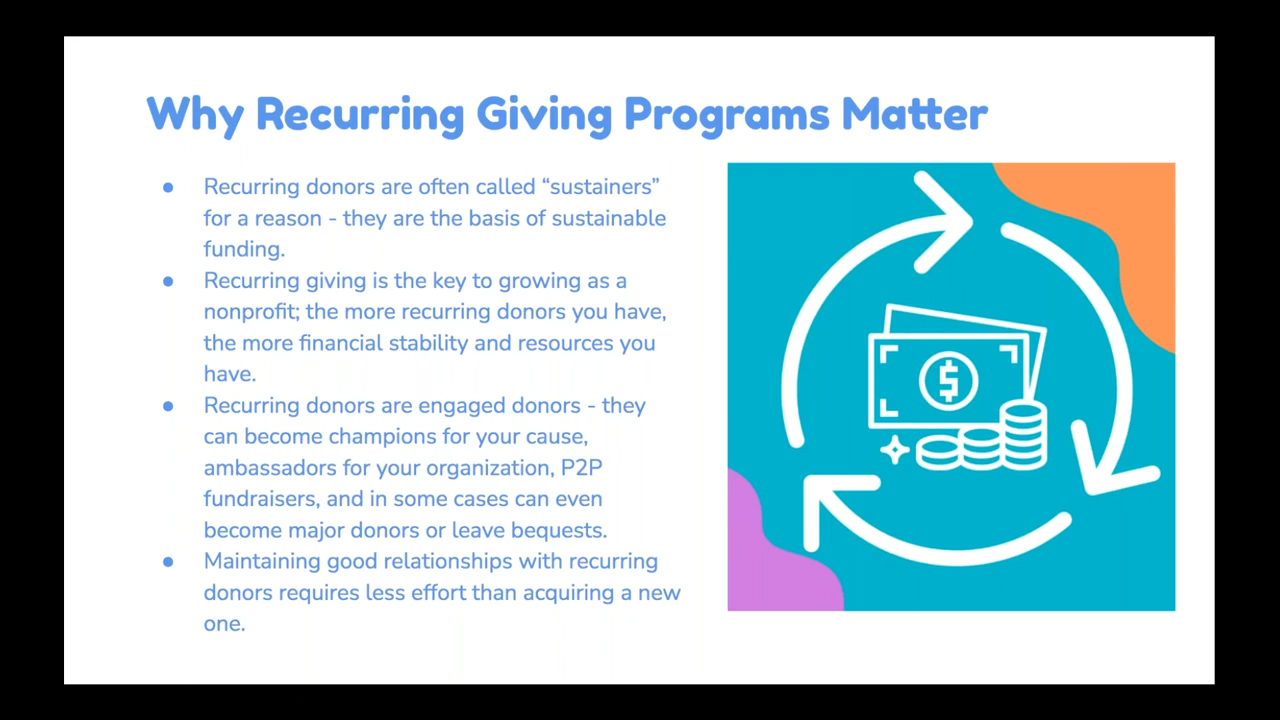 Why Recurring Giving Programs Matter
● Recurring donors are often called “sustainers”
for a reason - they are the basis of sustainable
funding.
● Recurring giving is the key to growing as a
nonprofit; the more recurring donors you have,
the more financial stability and resources you
have.
● Recurring donors are engaged donors - they
can become champions for your cause,
ambassadors for your organization, P2P
fundraisers, and in some cases can even
become major donors or leave bequests.
● Maintaining good relationships with recurring
donors requires less effort than acquiring a new
one.
$